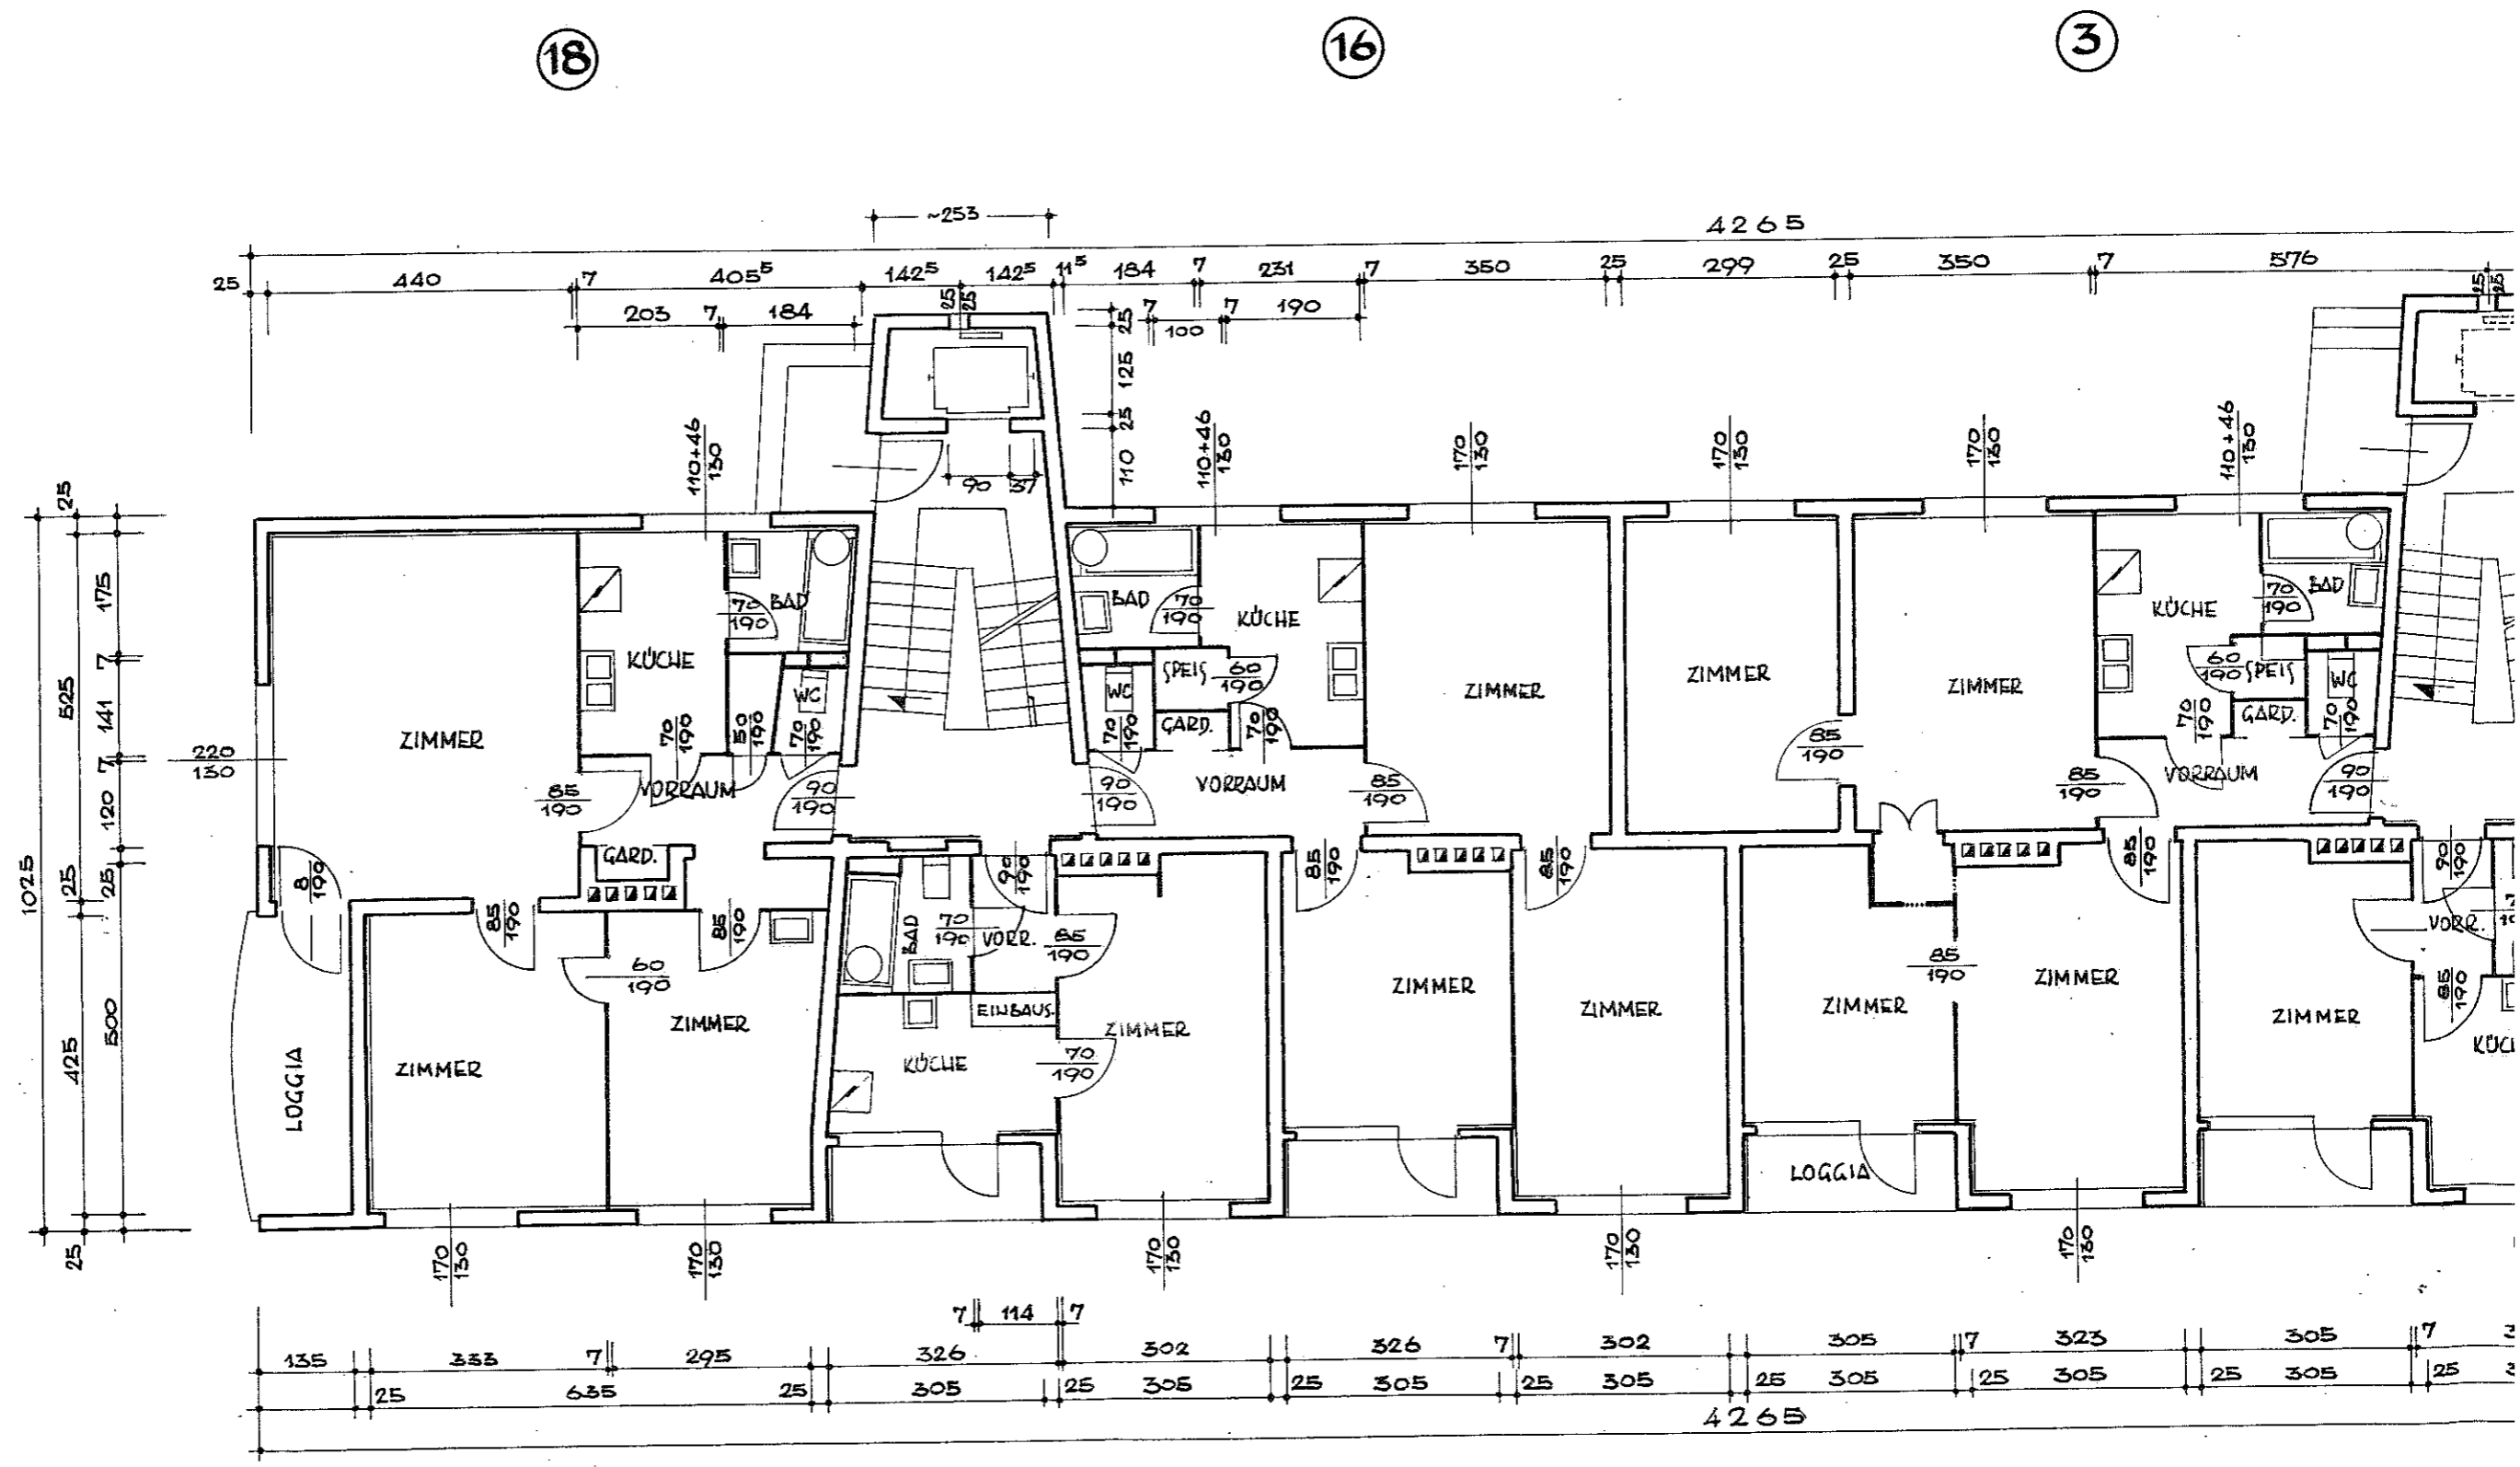 18 16 3
~253
4265
25 440 7 405⁵ 142⁵ 142⁵ 11⁵ 184 7 231 7 350 25 299 25 350 7 576
203 7 184 25 25 7 100 7 190 25 25
25 125 25 110
110+46 130
110+46 130
170 130
170 130
170 130
110+46 130
90 57
25
175
7
141
7
120
25
500
525
25
425
25
1025
220 130
ZIMMER
KÜCHE
70 190
BAD
WC
70 190
50 190
70 190
VORRAUM
85 190
90 190
GARD.
8 190
LOGGIA
85 190
60 190
85 190
ZIMMER
ZIMMER
BAD
70 190
VORR.
90 190
85 190
EINBAUS.
KÜCHE
70 190
ZIMMER
BAD
70 190
KÜCHE
WC
SPEIS
60 190
GARD.
70 190
70 190
90 190
VORRAUM
85 190
ZIMMER
ZIMMER
85 190
ZIMMER
85 190
85 190
ZIMMER
ZIMMER
ZIMMER
85 190
ZIMMER
LOGGIA
KÜCHE
70 190
BAD
60 190
SPEIS
WC
GARD.
70 190
70 190
VORRAUM
85 190
90 190
85 190
ZIMMER
90 190
VORR.
85 190
170 130
170 130
170 130
170 130
170 130
7 114 7
135 333 7 295 326 302 326 7 302 305 7 323 305 7
25 635 25 305 25 305 25 305 25 305 25 305 25 305 25 305 25
4265